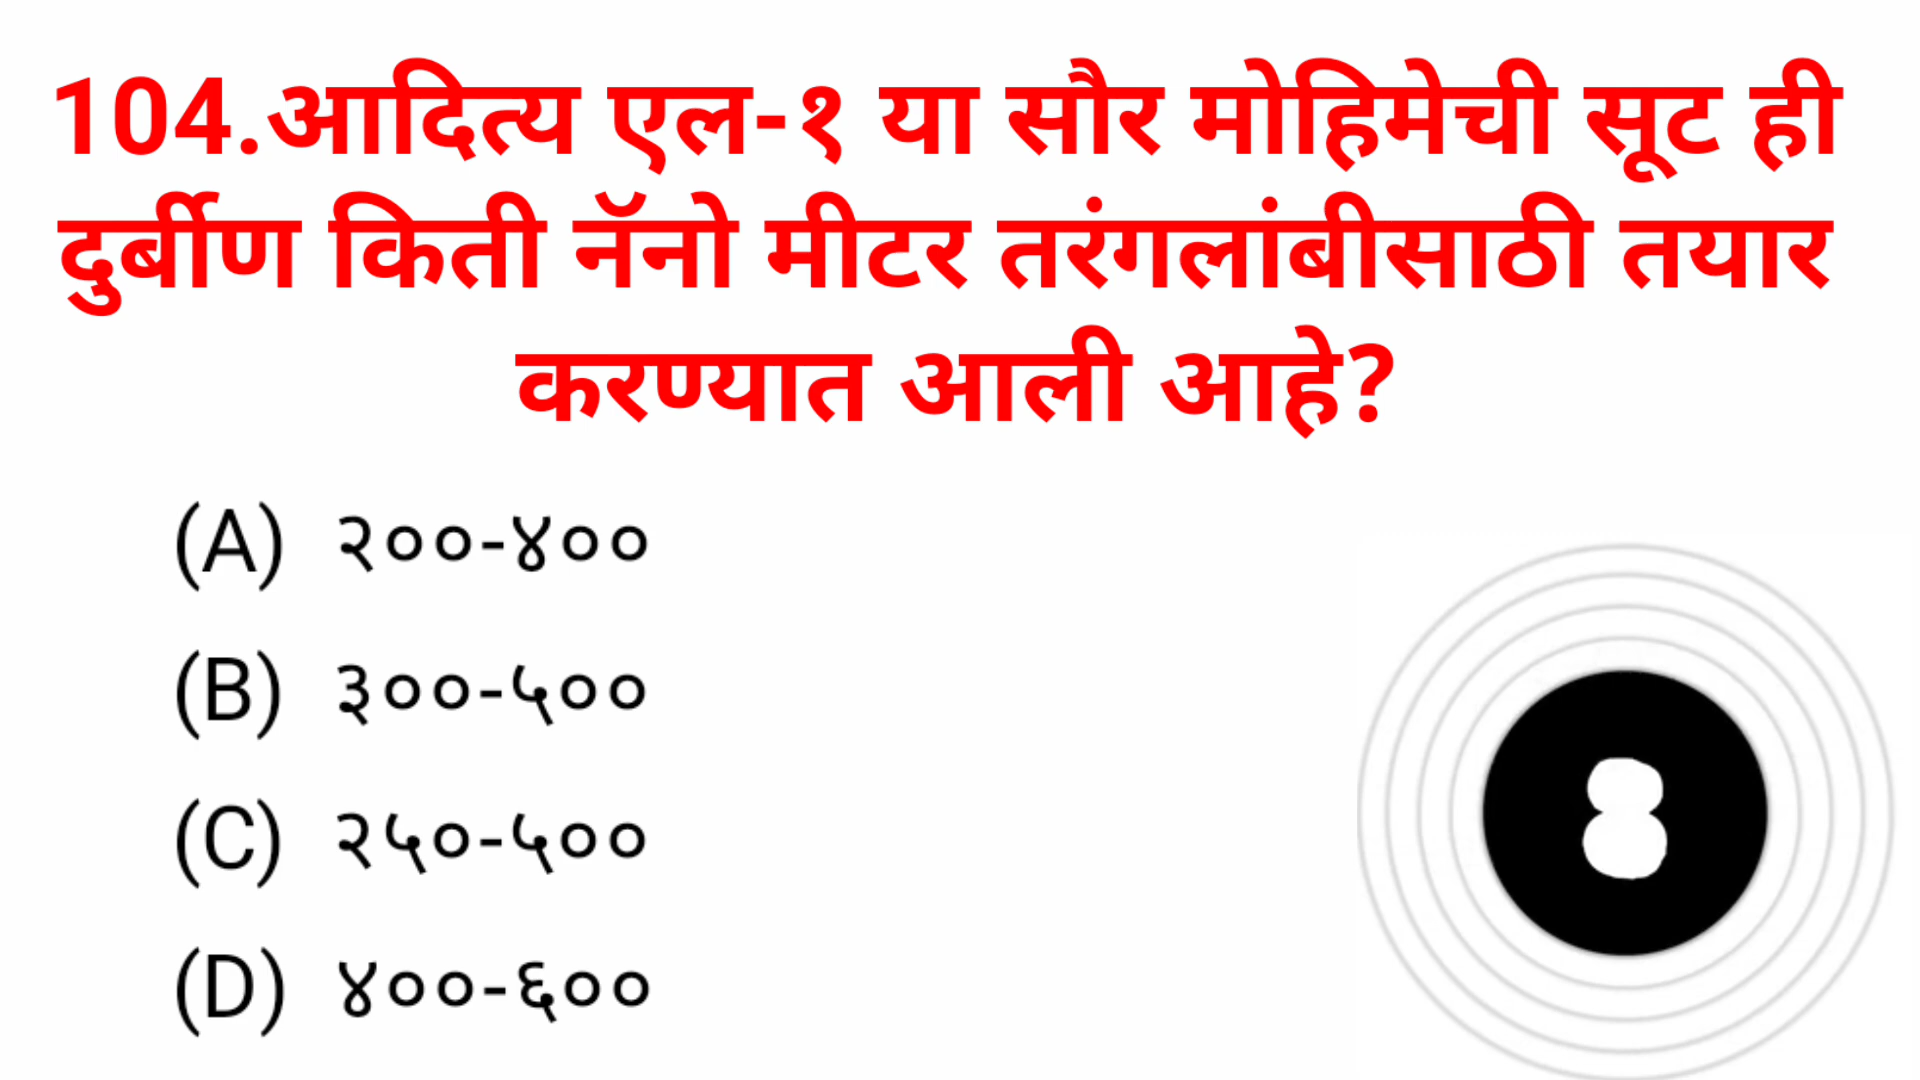 104.आदित्य एल-१ या सौर मोहिमेची सूट ही
दुर्बीण किती नॅनो मीटर तरंगलांबीसाठी तयार
करण्यात आली आहे?
(A) २००-४००
(B) ३००-५००
(C) २५०-५००
(D) ४००-६००
8